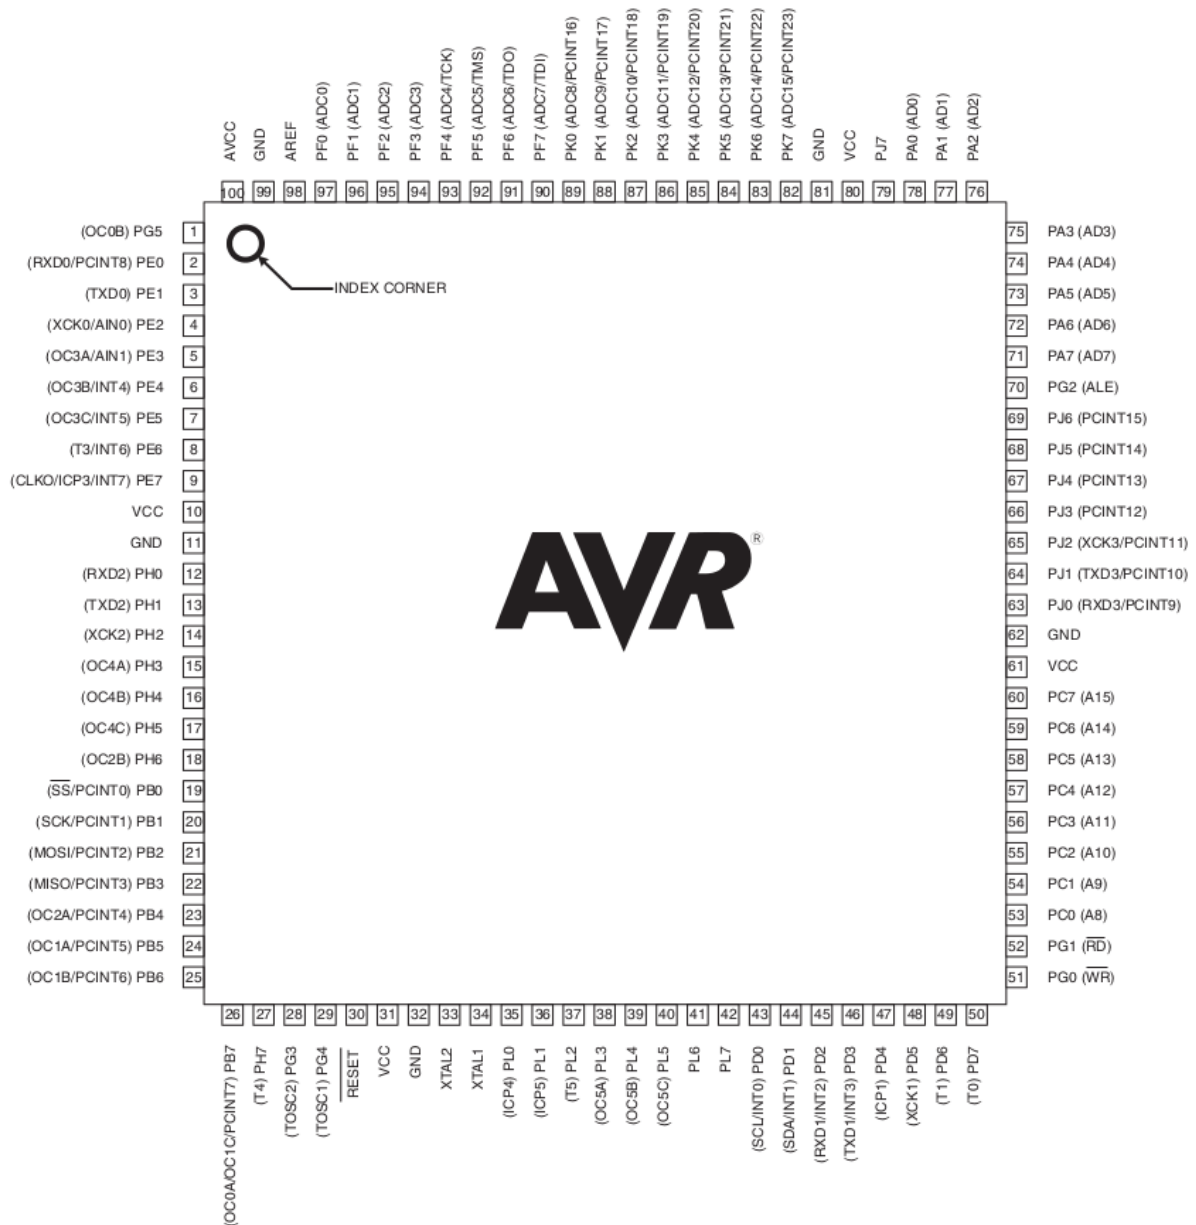 AVCC
GND
AREF
PF0 (ADC0)
PF1 (ADC1)
PF2 (ADC2)
PF3 (ADC3)
PF4 (ADC4/TCK)
PF5 (ADC5/TMS)
PF6 (ADC6/TDO)
PF7 (ADC7/TDI)
PK0 (ADC8/PCINT16)
PK1 (ADC9/PCINT17)
PK2 (ADC10/PCINT18)
PK3 (ADC11/PCINT19)
PK4 (ADC12/PCINT20)
PK5 (ADC13/PCINT21)
PK6 (ADC14/PCINT22)
PK7 (ADC15/PCINT23)
GND
VCC
PJ7
PA0 (AD0)
PA1 (AD1)
PA2 (AD2)
100 99 98 97 96 95 94 93 92 91 90 89 88 87 86 85 84 83 82 81 80 79 78 77 76
(OC0B) PG5 1
(RXD0/PCINT8) PE0 2
(TXD0) PE1 3
(XCK0/AIN0) PE2 4
(OC3A/AIN1) PE3 5
(OC3B/INT4) PE4 6
(OC3C/INT5) PE5 7
(T3/INT6) PE6 8
(CLKO/ICP3/INT7) PE7 9
VCC 10
GND 11
(RXD2) PH0 12
(TXD2) PH1 13
(XCK2) PH2 14
(OC4A) PH3 15
(OC4B) PH4 16
(OC4C) PH5 17
(OC2B) PH6 18
(SS/PCINT0) PB0 19
(SCK/PCINT1) PB1 20
(MOSI/PCINT2) PB2 21
(MISO/PCINT3) PB3 22
(OC2A/PCINT4) PB4 23
(OC1A/PCINT5) PB5 24
(OC1B/PCINT6) PB6 25
INDEX CORNER
AVR®
75 PA3 (AD3)
74 PA4 (AD4)
73 PA5 (AD5)
72 PA6 (AD6)
71 PA7 (AD7)
70 PG2 (ALE)
69 PJ6 (PCINT15)
68 PJ5 (PCINT14)
67 PJ4 (PCINT13)
66 PJ3 (PCINT12)
65 PJ2 (XCK3/PCINT11)
64 PJ1 (TXD3/PCINT10)
63 PJ0 (RXD3/PCINT9)
62 GND
61 VCC
60 PC7 (A15)
59 PC6 (A14)
58 PC5 (A13)
57 PC4 (A12)
56 PC3 (A11)
55 PC2 (A10)
54 PC1 (A9)
53 PC0 (A8)
52 PG1 (RD)
51 PG0 (WR)
26 27 28 29 30 31 32 33 34 35 36 37 38 39 40 41 42 43 44 45 46 47 48 49 50
(OC0A/OC1C/PCINT7) PB7
(T4) PH7
(TOSC2) PG3
(TOSC1) PG4
RESET
VCC
GND
XTAL2
XTAL1
(ICP4) PL0
(ICP5) PL1
(T5) PL2
(OC5A) PL3
(OC5B) PL4
(OC5C) PL5
PL6
PL7
(SCL/INT0) PD0
(SDA/INT1) PD1
(RXD1/INT2) PD2
(TXD1/INT3) PD3
(ICP1) PD4
(XCK1) PD5
(T1) PD6
(T0) PD7